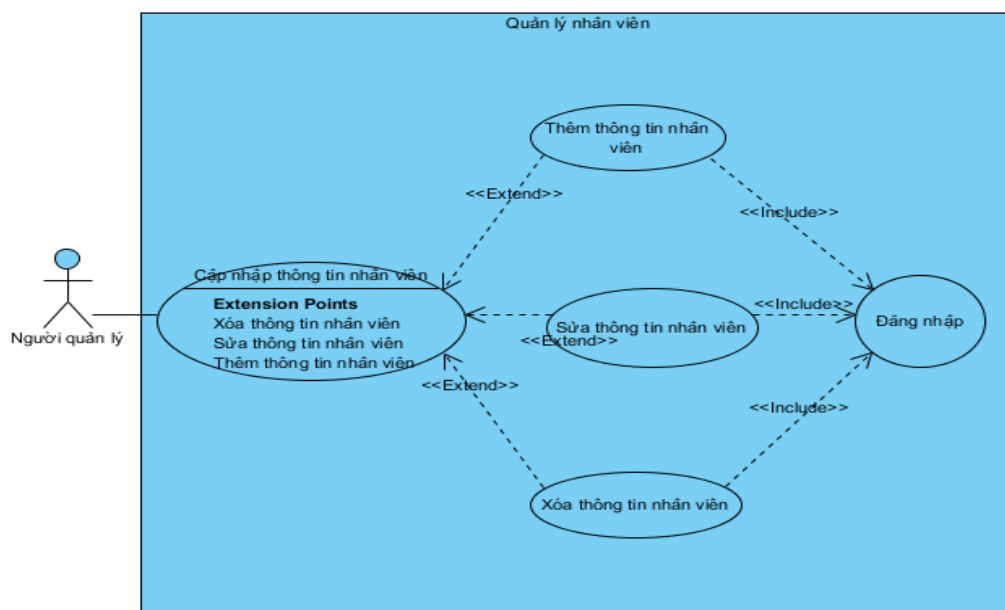 Quản lý nhân viên
Thêm thông tin nhân
viên
<<Extend>>
<<Include>>
Cập nhập thông tin nhân viên
Extension Points
Xóa thông tin nhân viên
Sửa thông tin nhân viên
Thêm thông tin nhân viên
Người quản lý
<<Include>>
Sửa thông tin nhân viên
<<Extend>>
Đăng nhập
<<Extend>>
<<Include>>
Xóa thông tin nhân viên